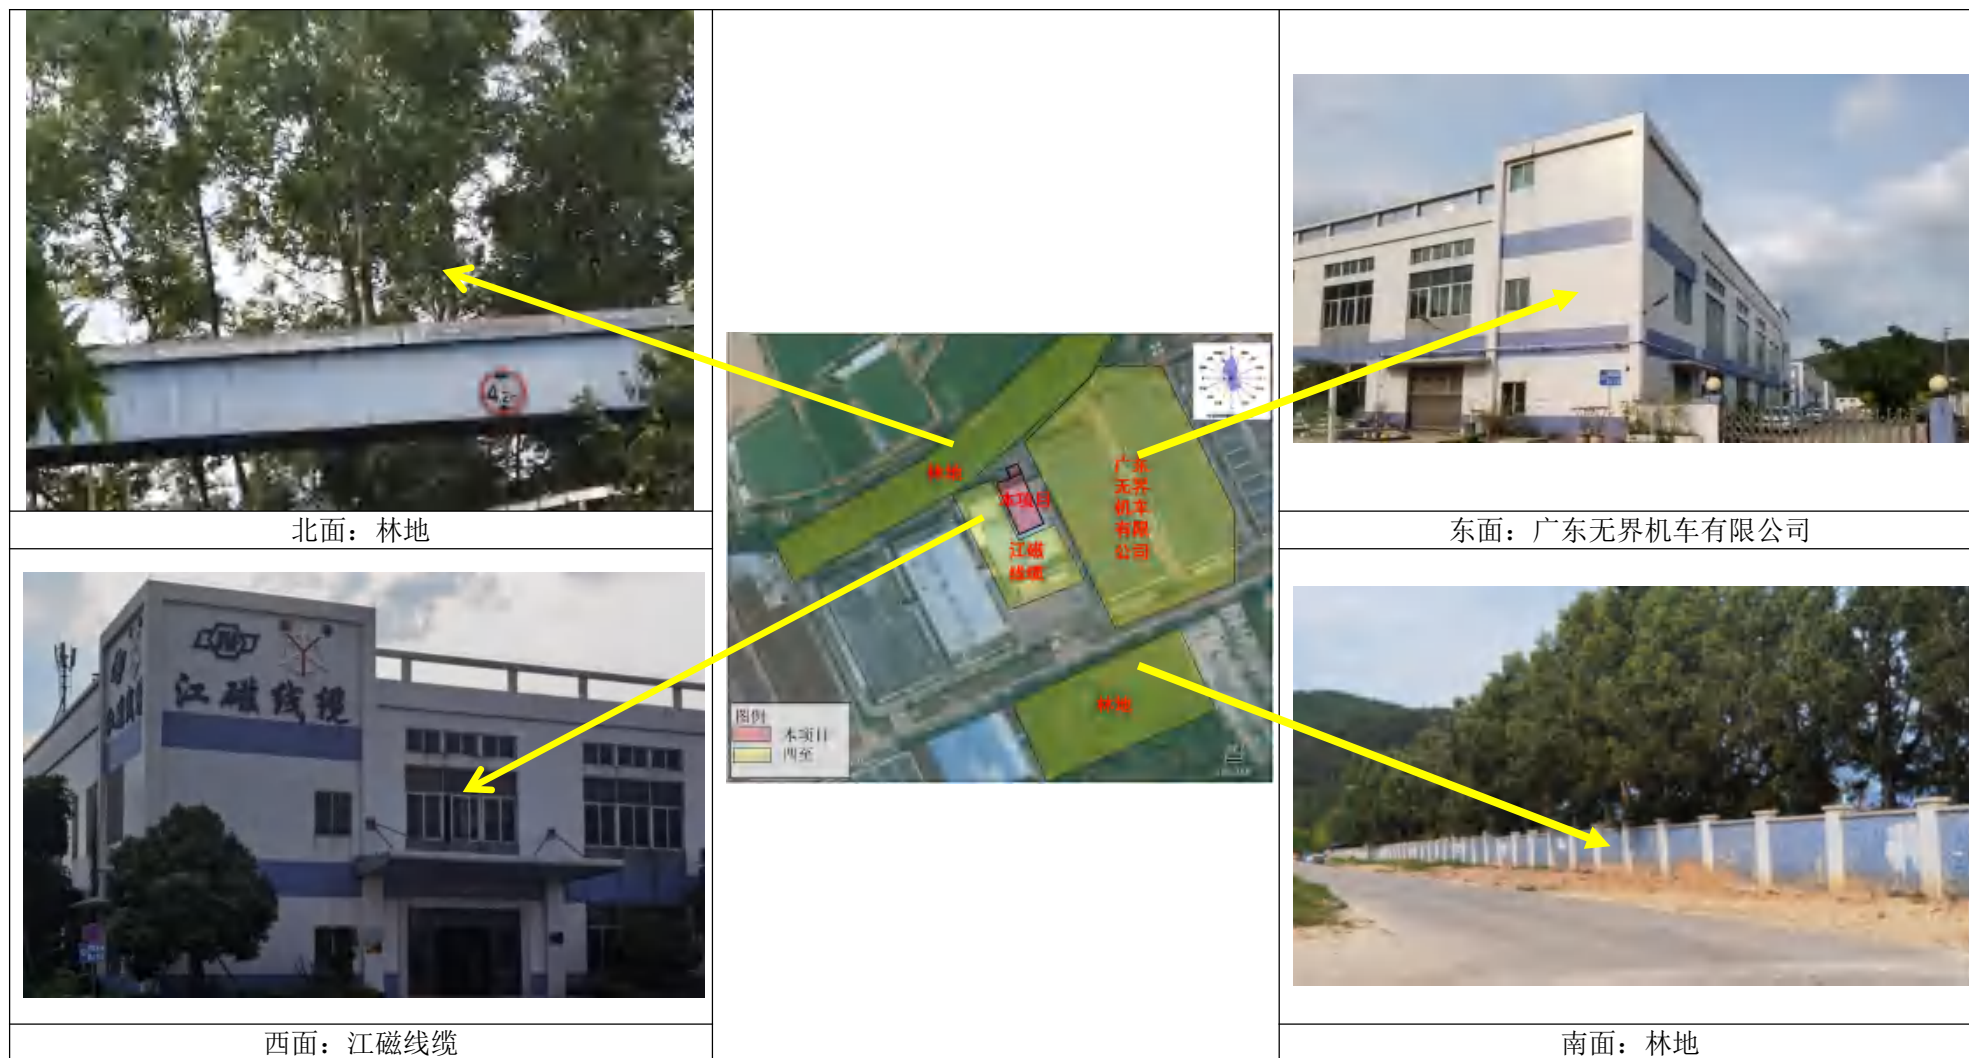 4.2m
北面：林地
东面：广东无界机车有限公司
林地
本项目
广东
无界
机车
有限
公司
江磁
线缆
林地
图例
本项目
四至
江磁线缆
西面：江磁线缆
南面：林地